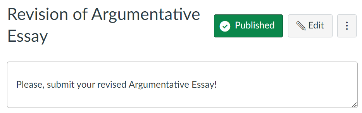 Revision of Argumentative
Essay
Published
Edit
Please, submit your revised Argumentative Essay!